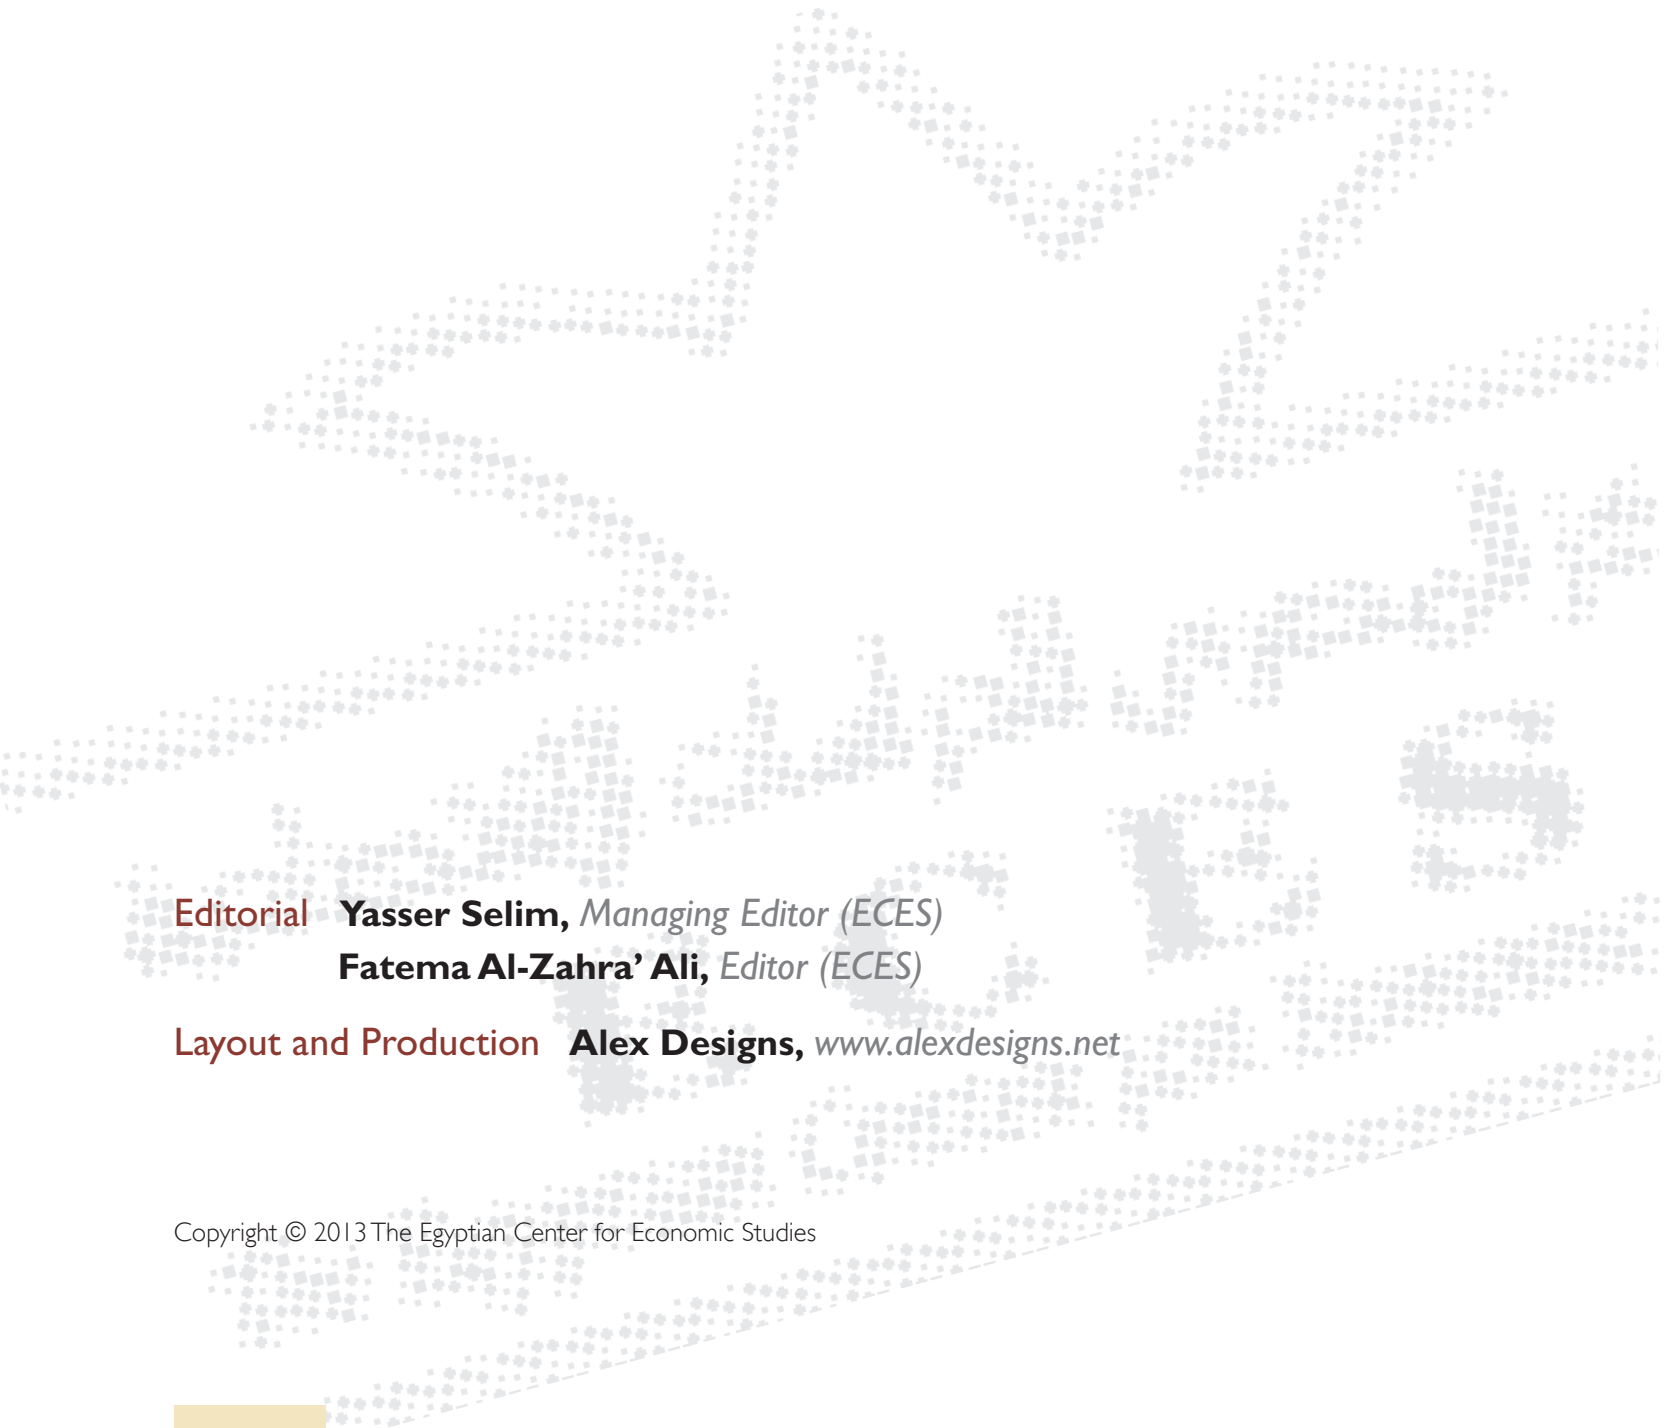 Editorial Yasser Selim, Managing Editor (ECES)
Fatema Al-Zahra’ Ali, Editor (ECES)
Layout and Production Alex Designs, www.alexdesigns.net
Copyright © 2013 The Egyptian Center for Economic Studies
ECES